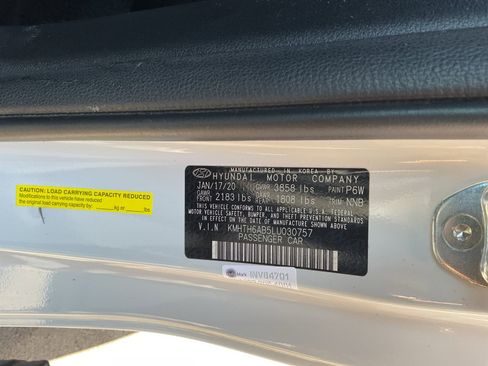 CAUTION: LOAD CARRYING CAPACITY REDUCED
Modifications to this vehicle have reduced
the original load carrying capacity by kg or lbs
MANUFACTURED IN KOREA BY
HYUNDAI MOTOR COMPANY
JAN/17/20 GVWR 3858 lbs PAINT P6W
GAWR FRONT 2183 lbs GAWR REAR 1808 lbs TRIM NNB
THIS VEHICLE CONFORMS TO ALL APPLICABLE U.S.A. FEDERAL
MOTOR VEHICLE SAFETY, BUMPER, AND THEFT PREVENTION
STANDARDS IN EFFECT ON THE DATE OF MANUFACTURE
SHOWN ABOVE.
V.I.N KMHTH6AB5LU030757
PASSENGER CAR
INV84701